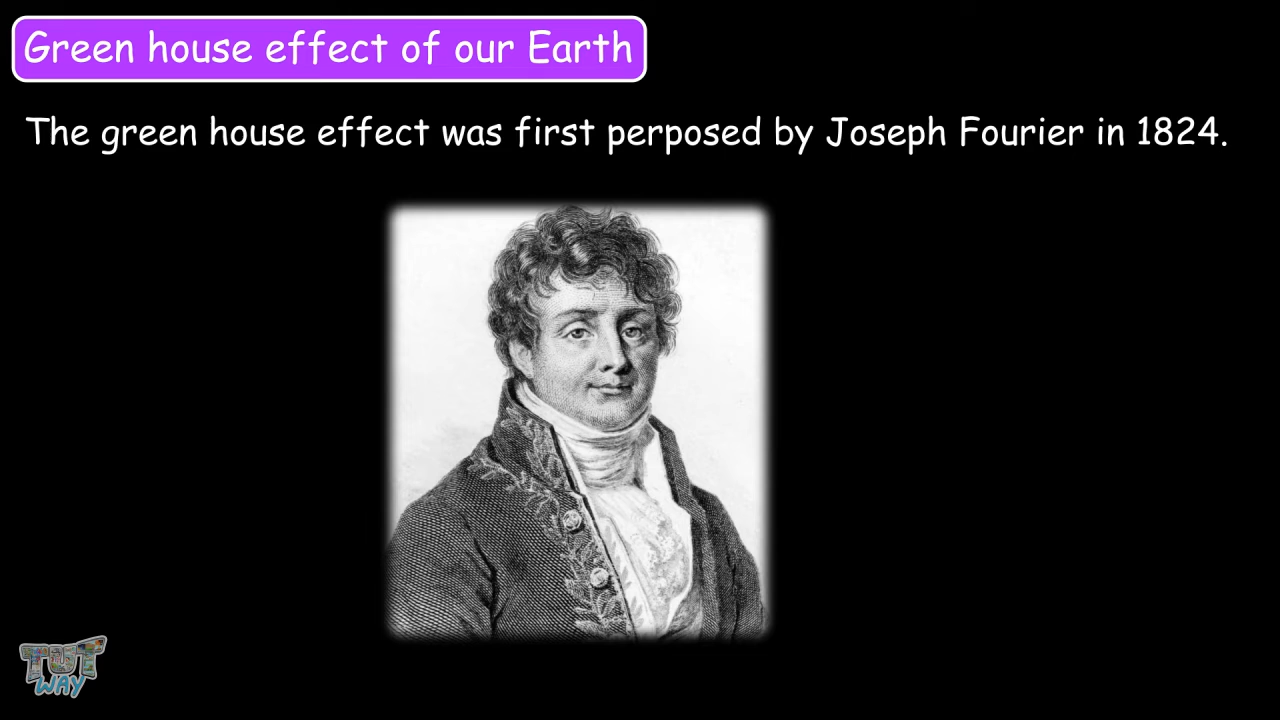 Green house effect of our Earth
The green house effect was first perposed by Joseph Fourier in 1824.
TUT
WAY